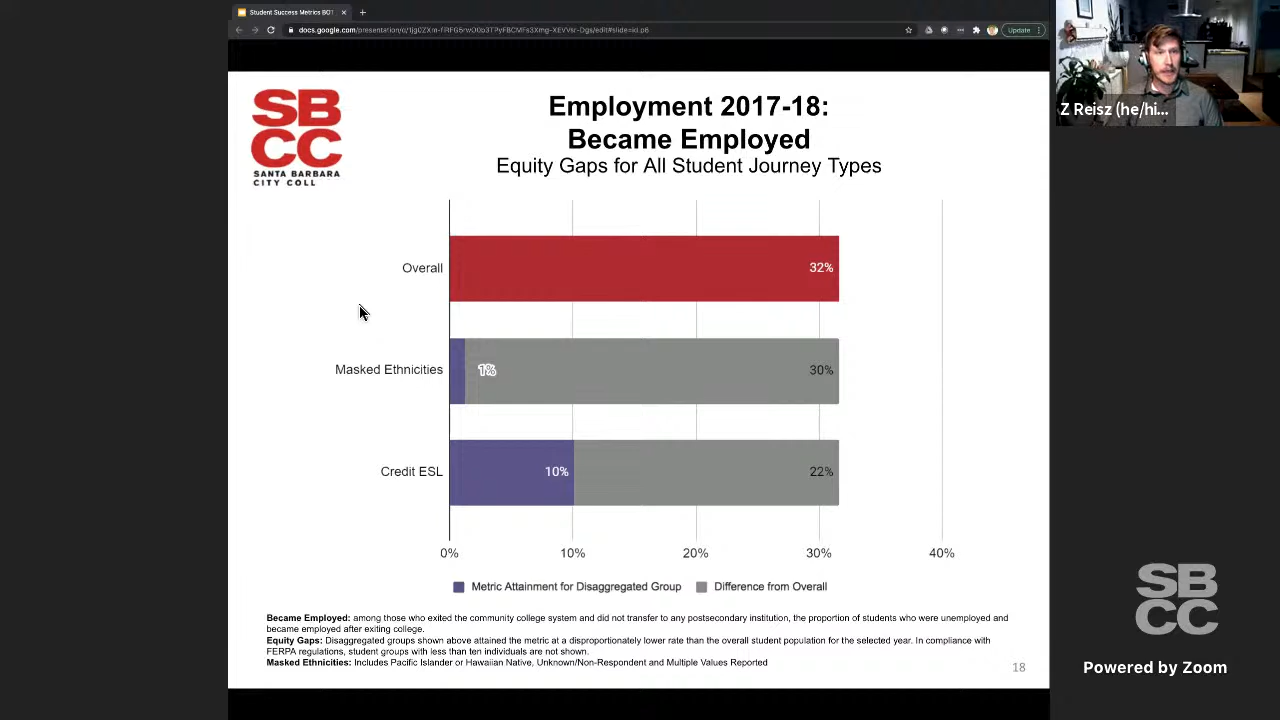 Student Success Metrics BOT
Update
SB
CC
SANTA BARBARA
CITY COLL
Employment 2017-18:
Became Employed
Equity Gaps for All Student Journey Types
Overall
32%
Masked Ethnicities
1%
30%
Credit ESL
10%
22%
0%
10%
20%
30%
40%
Metric Attainment for Disaggregated Group
Difference from Overall
Became Employed: among those who exited the community college system and did not transfer to any postsecondary institution, the proportion of students who were unemployed and
became employed after exiting college.
Equity Gaps: Disaggregated groups shown above attained the metric at a disproportionately lower rate than the overall student population for the selected year. In compliance with
FERPA regulations, student groups with less than ten individuals are not shown.
Masked Ethnicities: Includes Pacific Islander or Hawaiian Native, Unknown/Non-Respondent and Multiple Values Reported
18
Z Reisz (he/hi...
SB
CC
Powered by Zoom